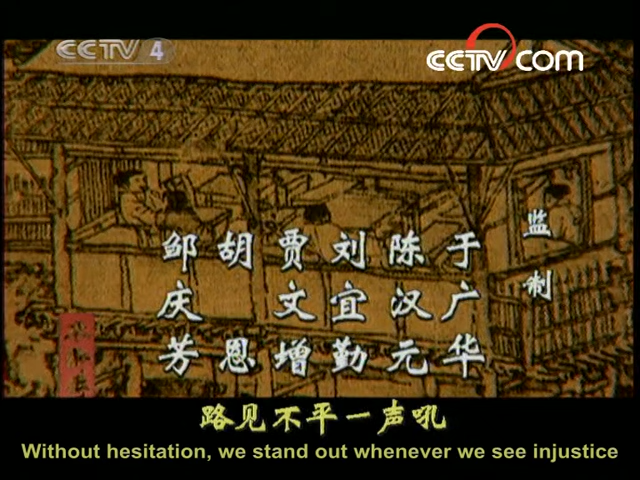 CCTV 4
CCTV.com
监制
于广华
陈汉元
刘宜勤
贾文增
胡恩
邹庆芳
路见不平一声吼
Without hesitation, we stand out whenever we see injustice